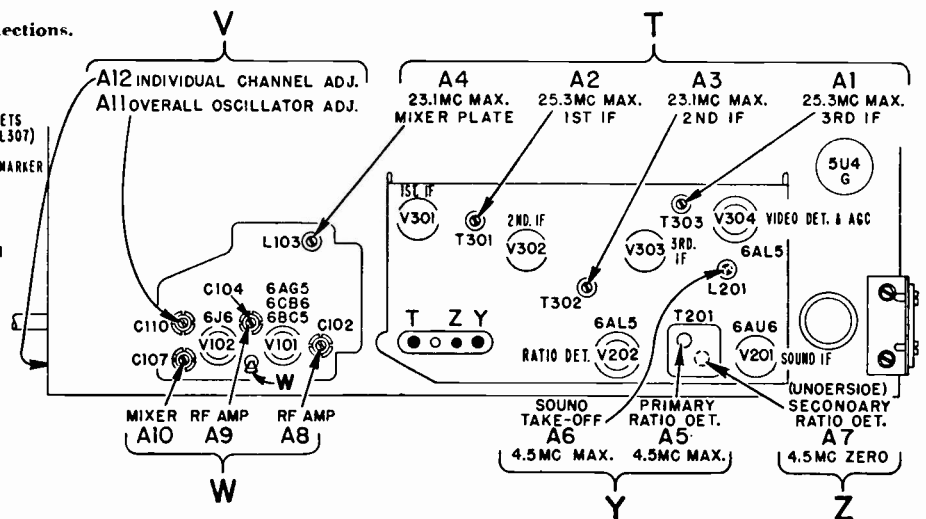 ections.
V
T
A12 INDIVIDUAL CHANNEL ADJ.
A11 OVERALL OSCILLATOR ADJ.
A4
23.1MC MAX.
MIXER PLATE
A2
25.3MC MAX.
1ST IF
A3
23.1MC MAX.
2ND IF
A1
25.3MC MAX.
3RD IF
ETS
L307)
MARKER
5U4
G
1ST. IF
V301
T301
2ND. IF
V302
T302
V303
3RD.
IF
T303
V304
VIDEO DET. & AGC
6AL5
L201
L103
C104
6AG5
6CB6
6BC5
C110
6J6
V102
V101
C102
C107
W
T Z Y
6AL5
RATIO DET.
V202
T201
6AU6
V201
SOUND IF
MIXER
A10
RF AMP
A9
RF AMP
A8
SOUND
TAKE-OFF
A6
4.5MC MAX.
PRIMARY
RATIO DET.
A5
4.5MC MAX.
(UNDERSIDE)
SECONDARY
RATIO DET.
A7
4.5MC ZERO
W
Y
Z